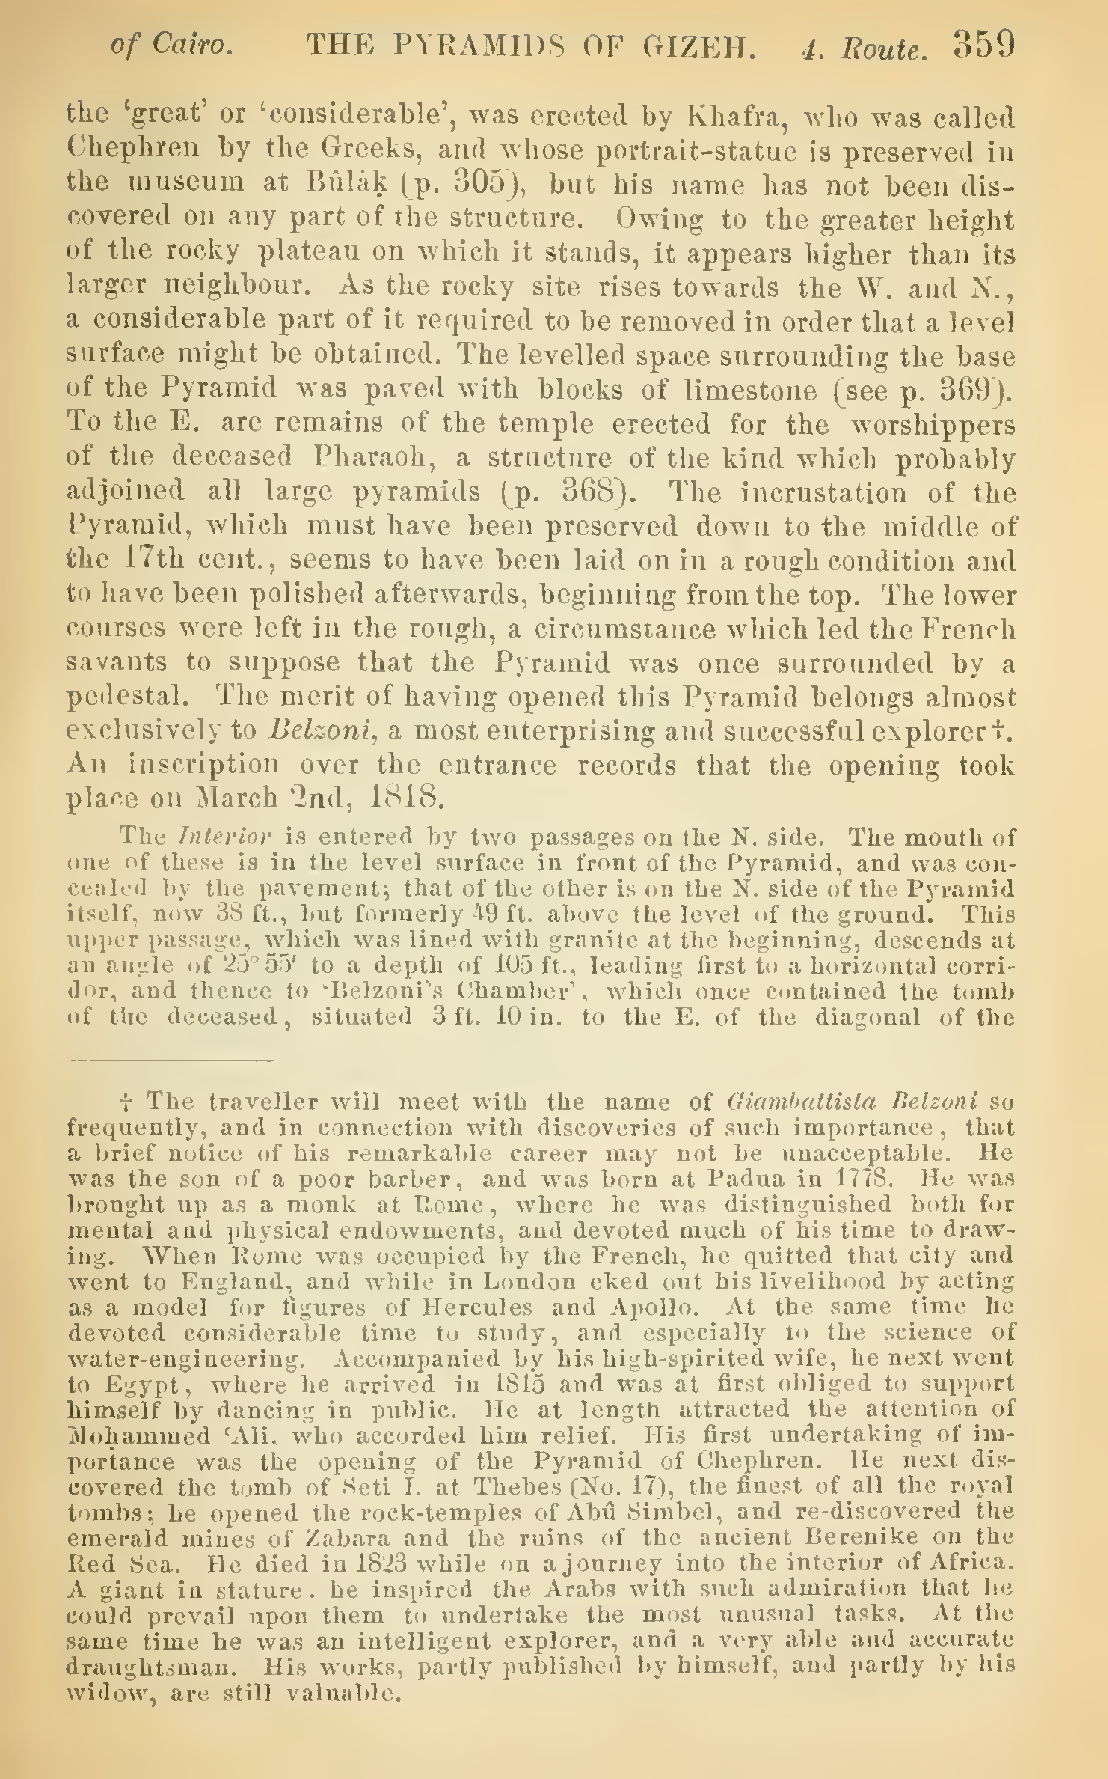 of Cairo. THE PYRAMIDS OF GIZEH. 4. Route. 359
the 'great' or 'considerable', was erected by Khafra, who was called
Chephren by the Greeks, and whose portrait-statue is preserved in
the museum at Bûlâḳ (p. 305), but his name has not been dis-
covered on any part of the structure. Owing to the greater height
of the rocky plateau on which it stands, it appears higher than its
larger neighbour. As the rocky site rises towards the W. and N.,
a considerable part of it required to be removed in order that a level
surface might be obtained. The levelled space surrounding the base
of the Pyramid was paved with blocks of limestone (see p. 369).
To the E. are remains of the temple erected for the worshippers
of the deceased Pharaoh, a structure of the kind which probably
adjoined all large pyramids (p. 368). The incrustation of the
Pyramid, which must have been preserved down to the middle of
the 17th cent., seems to have been laid on in a rough condition and
to have been polished afterwards, beginning from the top. The lower
courses were left in the rough, a circumstance which led the French
savants to suppose that the Pyramid was once surrounded by a
pedestal. The merit of having opened this Pyramid belongs almost
exclusively to Belzoni, a most enterprising and successful explorer†.
An inscription over the entrance records that the opening took
place on March 2nd, 1818.
The Interior is entered by two passages on the N. side. The mouth of
one of these is in the level surface in front of the Pyramid, and was con-
cealed by the pavement; that of the other is on the N. side of the Pyramid
itself, now 38 ft., but formerly 49 ft. above the level of the ground. This
upper passage, which was lined with granite at the beginning, descends at
an angle of 25°55' to a depth of 105 ft., leading first to a horizontal corri-
dor, and thence to 'Belzoni's Chamber', which once contained the tomb
of the deceased, situated 3 ft. 10 in. to the E. of the diagonal of the
† The traveller will meet with the name of Giambattista Belzoni so
frequently, and in connection with discoveries of such importance, that
a brief notice of his remarkable career may not be unacceptable. He
was the son of a poor barber, and was born at Padua in 1778. He was
brought up as a monk at Rome, where he was distinguished both for
mental and physical endowments, and devoted much of his time to draw-
ing. When Rome was occupied by the French, he quitted that city and
went to England, and while in London eked out his livelihood by acting
as a model for figures of Hercules and Apollo. At the same time he
devoted considerable time to study, and especially to the science of
water-engineering. Accompanied by his high-spirited wife, he next went
to Egypt, where he arrived in 1815 and was at first obliged to support
himself by dancing in public. He at length attracted the attention of
Moḥammed 'Ali, who accorded him relief. His first undertaking of im-
portance was the opening of the Pyramid of Chephren. He next dis-
covered the tomb of Seti I. at Thebes (No. 17), the finest of all the royal
tombs; he opened the rock-temples of Abû Simbel, and re-discovered the
emerald mines of Zabara and the ruins of the ancient Berenike on the
Red Sea. He died in 1823 while on a journey into the interior of Africa.
A giant in stature, he inspired the Arabs with such admiration that he
could prevail upon them to undertake the most unusual tasks. At the
same time he was an intelligent explorer, and a very able and accurate
draughtsman. His works, partly published by himself, and partly by his
widow, are still valuable.